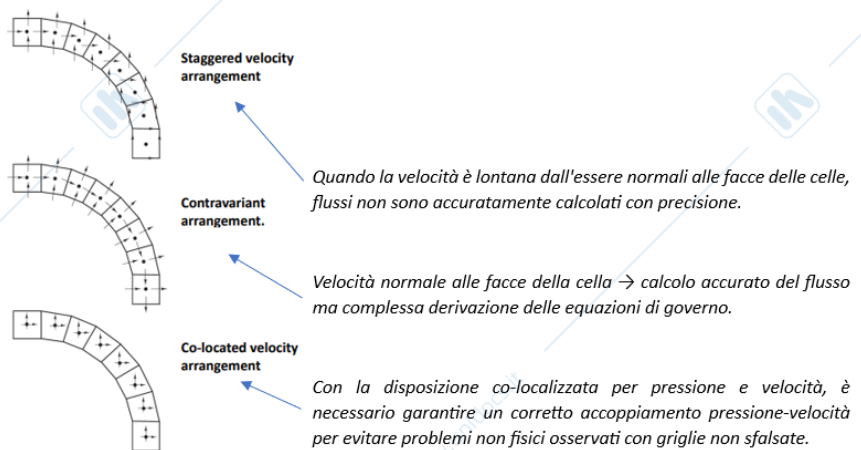 Staggered velocity
arrangement
Quando la velocità è lontana dall'essere normali alle facce delle celle,
flussi non sono accuratamente calcolati con precisione.
Contravariant
arrangement.
Velocità normale alle facce della cella → calcolo accurato del flusso
ma complessa derivazione delle equazioni di governo.
Co-located velocity
arrangement
Con la disposizione co-localizzata per pressione e velocità, è
necessario garantire un corretto accoppiamento pressione-velocità
per evitare problemi non fisici osservati con griglie non sfalsate.